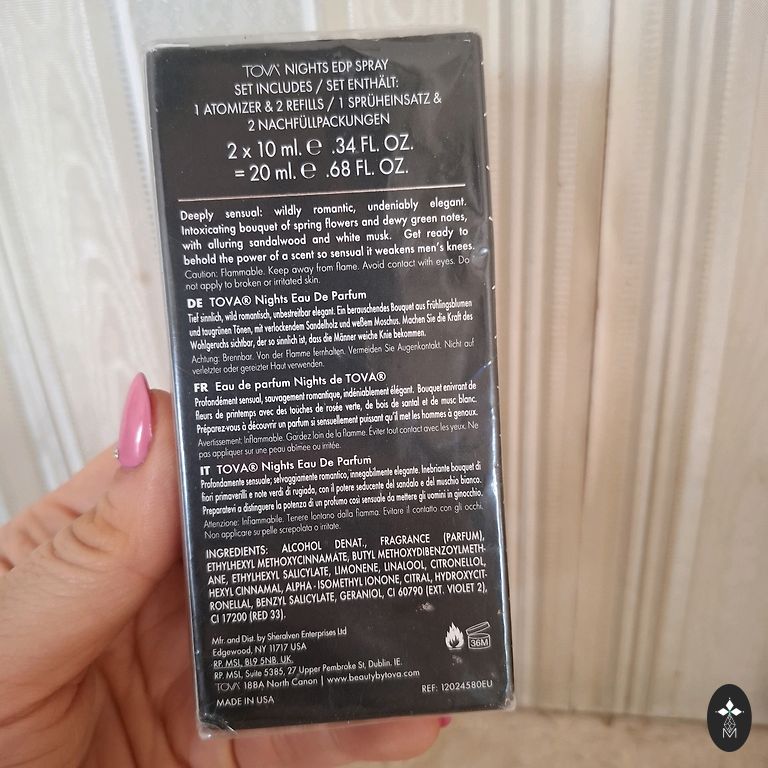 TOVA NIGHTS EDP SPRAY
SET INCLUDES / SET ENTHÄLT:
1 ATOMIZER & 2 REFILLS / 1 SPRÜHEINSATZ &
2 NACHFÜLLPACKUNGEN
2 x 10 ml. ℮ .34 FL. OZ.
= 20 ml. ℮ .68 FL. OZ.
Deeply sensual: wildly romantic, undeniably elegant.
Intoxicating bouquet of spring flowers and dewy green notes,
with alluring sandalwood and white musk. Get ready to
behold the power of a scent so sensual it weakens men's knees.
Caution: Flammable. Keep away from flame. Avoid contact with eyes. Do
not apply to broken or irritated skin.
DE TOVA® Nights Eau De Parfum
Tief sinnlich, wild romantisch, unbestreitbar elegant. Ein berauschendes Bouquet aus Frühlingsblumen
und taugrünen Tönen, mit verlockendem Sandelholz und weßem Moschus. Machen Sie die Kraft des
Wohlgeruchs sichtbar, der so sinnlich ist, dass die Männer weiche Knie bekommen.
Achtung: Brennbar. Von der Flamme fernhalten. Vermeiden Sie Augenkontakt. Nicht auf
verletzter oder gereizter Haut verwenden.
FR Eau de parfum Nights de TOVA®
Profondément sensual, sauvagement romantique, indéniablement élégant. Bouquet enivrant de
fleurs de printemps avec des touches de rosée verte, de bois de santal et de musc blanc.
Préparez-vous à découvrir un parfum si sensuellement puissant qu'il met les hommes à genoux.
Avertissement: Inflammable. Gardez loin de la flamme. Éviter tout contact avec les yeux. Ne
pas appliquer sur une peau abîmée ou irritée.
IT TOVA® Nights Eau De Parfum
Profondamente sensuale; selvaggiamente romantico, innegabilmente elegante. Inebriante bouquet di
fiori primaverili e note verdi di rugiada, con il potere seducente del sandalo e del muschio bianco.
Preparatevi a distinguere la potenza di un profumo così sensuale da mettere gli uomini in ginocchio.
Attenzione: Infiammabile. Tenere lontano dalla fiamma. Evitare il contatto con gli occhi.
Non applicare su pelle screpolata o irritate.
INGREDIENTS: ALCOHOL DENAT., FRAGRANCE (PARFUM),
ETHYLHEXYL METHOXYCINNAMATE, BUTYL METHOXYDIBENZOYLMETH-
ANE, ETHYLHEXYL SALICYLATE, LIMONENE, LINALOOL, CITRONELLOL,
HEXYL CINNAMAL, ALPHA - ISOMETHYL IONONE, CITRAL, HYDROXYCIT-
RONELLAL, BENZYL SALICYLATE, GERANIOL, CI 60790 (EXT. VIOLET 2),
CI 17200 (RED 33).
Mfr. and Dist. by Sheralven Enterprises Ltd
Edgewood, NY 11717 USA
RP. MSL, BL9 5NB. UK.
RP. MSL, Suite 5385, 27 Upper Pembroke St, Dublin. IE.
TOVA 188A North Canon | www.beautybytova.com
MADE IN USA
REF: 12024580EU
36M
M